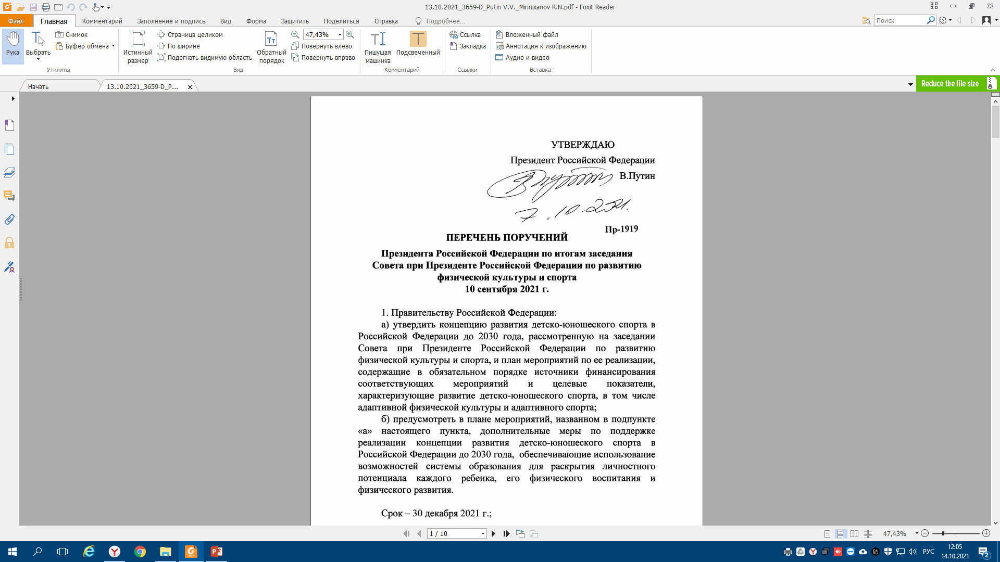 13.10.2021_3659-D_Putin V.V._Minnixanov R.N.pdf - Foxit Reader
Файл Главная Комментарий Заполнение и подпись Вид Форма Защитить Поделиться Справка Подробнее... Поиск
Рука
Выбрать
Снимок
Буфер обмена
Утилиты
Истинный размер
Страница целиком
По ширине
Подогнать видимую область
Обратный порядок
47,43%
Повернуть влево
Повернуть вправо
Вид
Пишущая машинка
Подсвеченный
Комментарий
Ссылка
Закладка
Ссылки
Вложенный файл
Аннотация к изображению
Аудио и видео
Вставка
Начать
13.10.2021_3659-D_P...
Reduce the file size
УТВЕРЖДАЮ
Президент Российской Федерации
В.Путин
7.10.2021.
Пр-1919
ПЕРЕЧЕНЬ ПОРУЧЕНИЙ
Президента Российской Федерации по итогам заседания
Совета при Президенте Российской Федерации по развитию
физической культуры и спорта
10 сентября 2021 г.
1. Правительству Российской Федерации:
а) утвердить концепцию развития детско-юношеского спорта в
Российской Федерации до 2030 года, рассмотренную на заседании
Совета при Президенте Российской Федерации по развитию
физической культуры и спорта, и план мероприятий по ее реализации,
содержащие в обязательном порядке источники финансирования
соответствующих мероприятий и целевые показатели,
характеризующие развитие детско-юношеского спорта, в том числе
адаптивной физической культуры и адаптивного спорта;
б) предусмотреть в плане мероприятий, названном в подпункте
«а» настоящего пункта, дополнительные меры по поддержке
реализации концепции развития детско-юношеского спорта в
Российской Федерации до 2030 года, обеспечивающие использование
возможностей системы образования для раскрытия личностного
потенциала каждого ребенка, его физического воспитания и
физического развития.
Срок – 30 декабря 2021 г.;
1 / 10
47,43%
РУС
12:05
14.10.2021
2